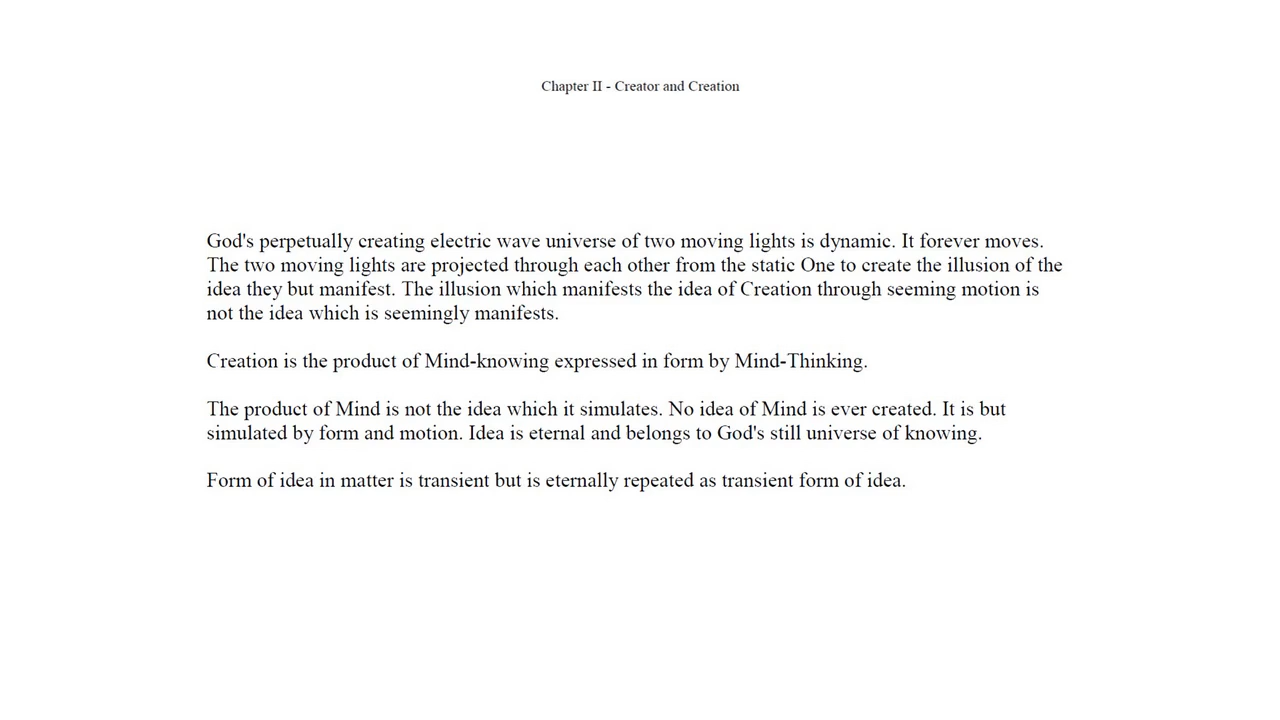 Chapter II - Creator and Creation
God's perpetually creating electric wave universe of two moving lights is dynamic. It forever moves.
The two moving lights are projected through each other from the static One to create the illusion of the
idea they but manifest. The illusion which manifests the idea of Creation through seeming motion is
not the idea which is seemingly manifests.
Creation is the product of Mind-knowing expressed in form by Mind-Thinking.
The product of Mind is not the idea which it simulates. No idea of Mind is ever created. It is but
simulated by form and motion. Idea is eternal and belongs to God's still universe of knowing.
Form of idea in matter is transient but is eternally repeated as transient form of idea.